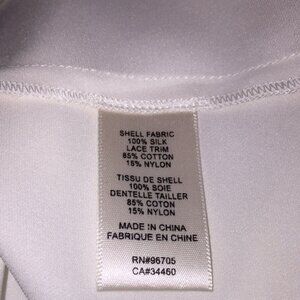 SHELL FABRIC
100% SILK
LACE TRIM
85% COTTON
15% NYLON
TISSU DE SHELL
100% SOIE
DENTELLE TAILLER
85% COTON
15% NYLON
MADE IN CHINA
FABRIQUE EN CHINE
RN#96705
CA#34460